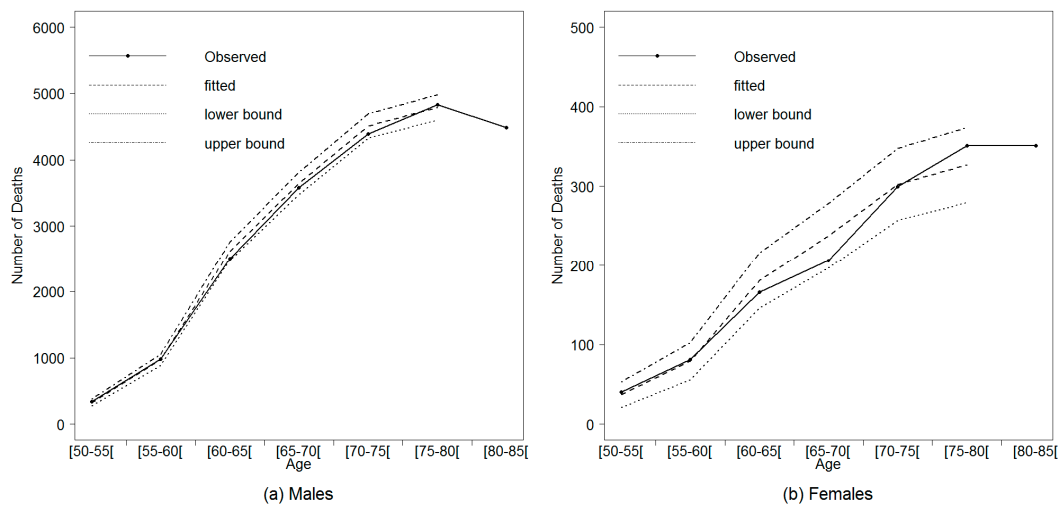 6000
5000
4000
3000
2000
1000
0
Number of Deaths
Observed
fitted
lower bound
upper bound
[50-55[ [55-60[ [60-65[ [65-70[ [70-75[ [75-80[ [80-85[
Age
(a) Males
500
400
300
200
100
0
Number of Deaths
Observed
fitted
lower bound
upper bound
[50-55[ [55-60[ [60-65[ [65-70[ [70-75[ [75-80[ [80-85[
Age
(b) Females